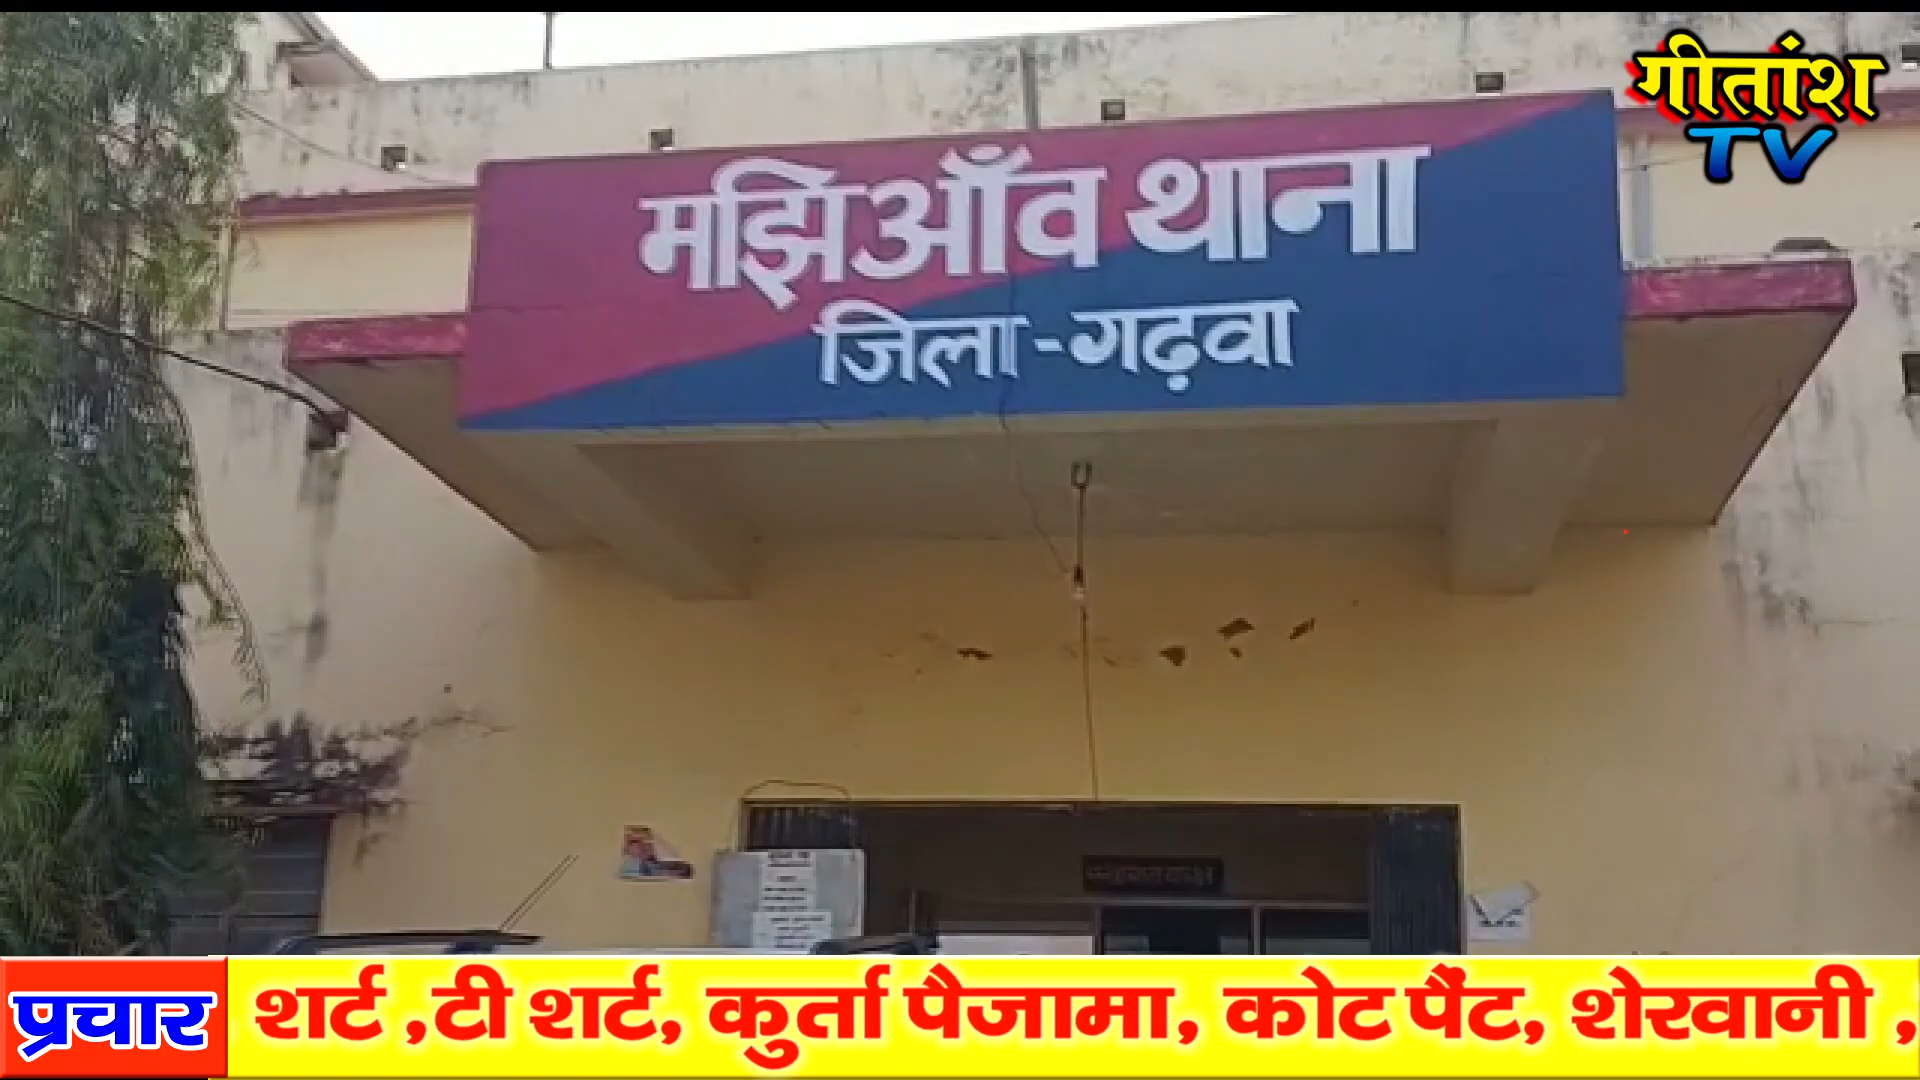 गीतांश
TV
मझिआँव थाना
जिला-गढ़वा
प्रचार
शर्ट ,टी शर्ट, कुर्ता पैजामा, कोट पैंट, शेरवानी ,